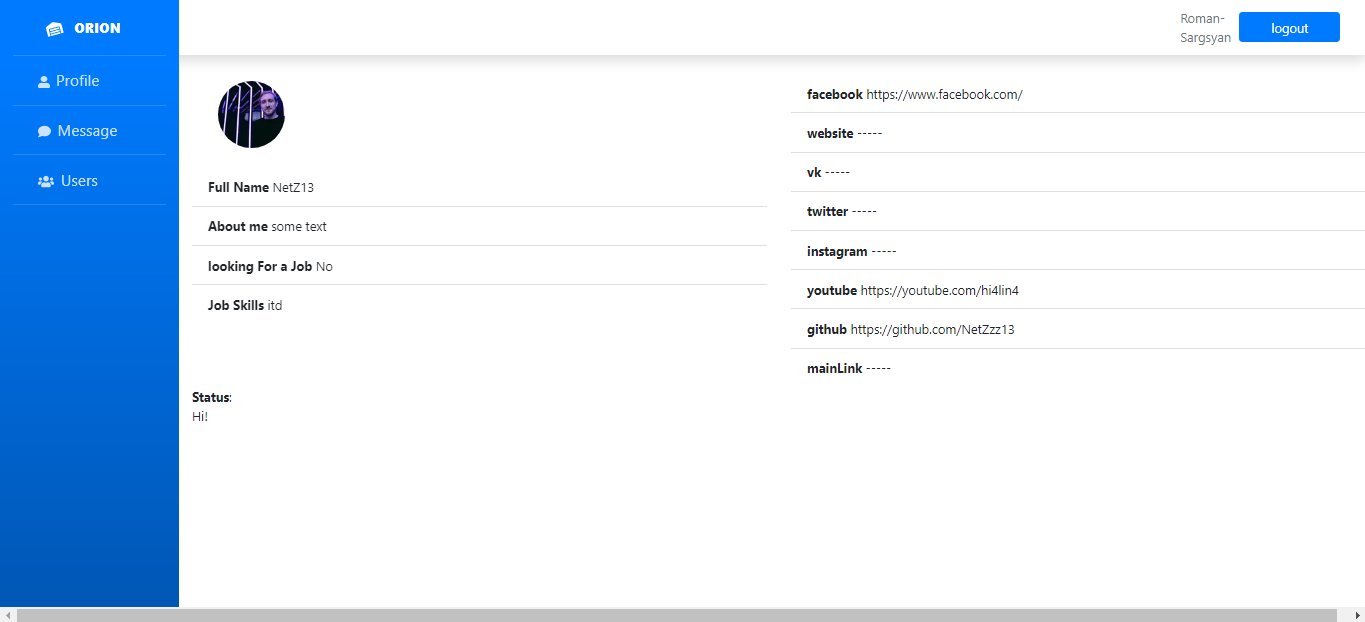 ORION
Profile
Message
Users
Roman-
Sargsyan
logout
Full Name NetZ13
About me some text
looking For a Job No
Job Skills itd
facebook https://www.facebook.com/
website -----
vk -----
twitter -----
instagram -----
youtube https://youtube.com/hi4lin4
github https://github.com/NetZzz13
mainLink -----
Status:
Hi!